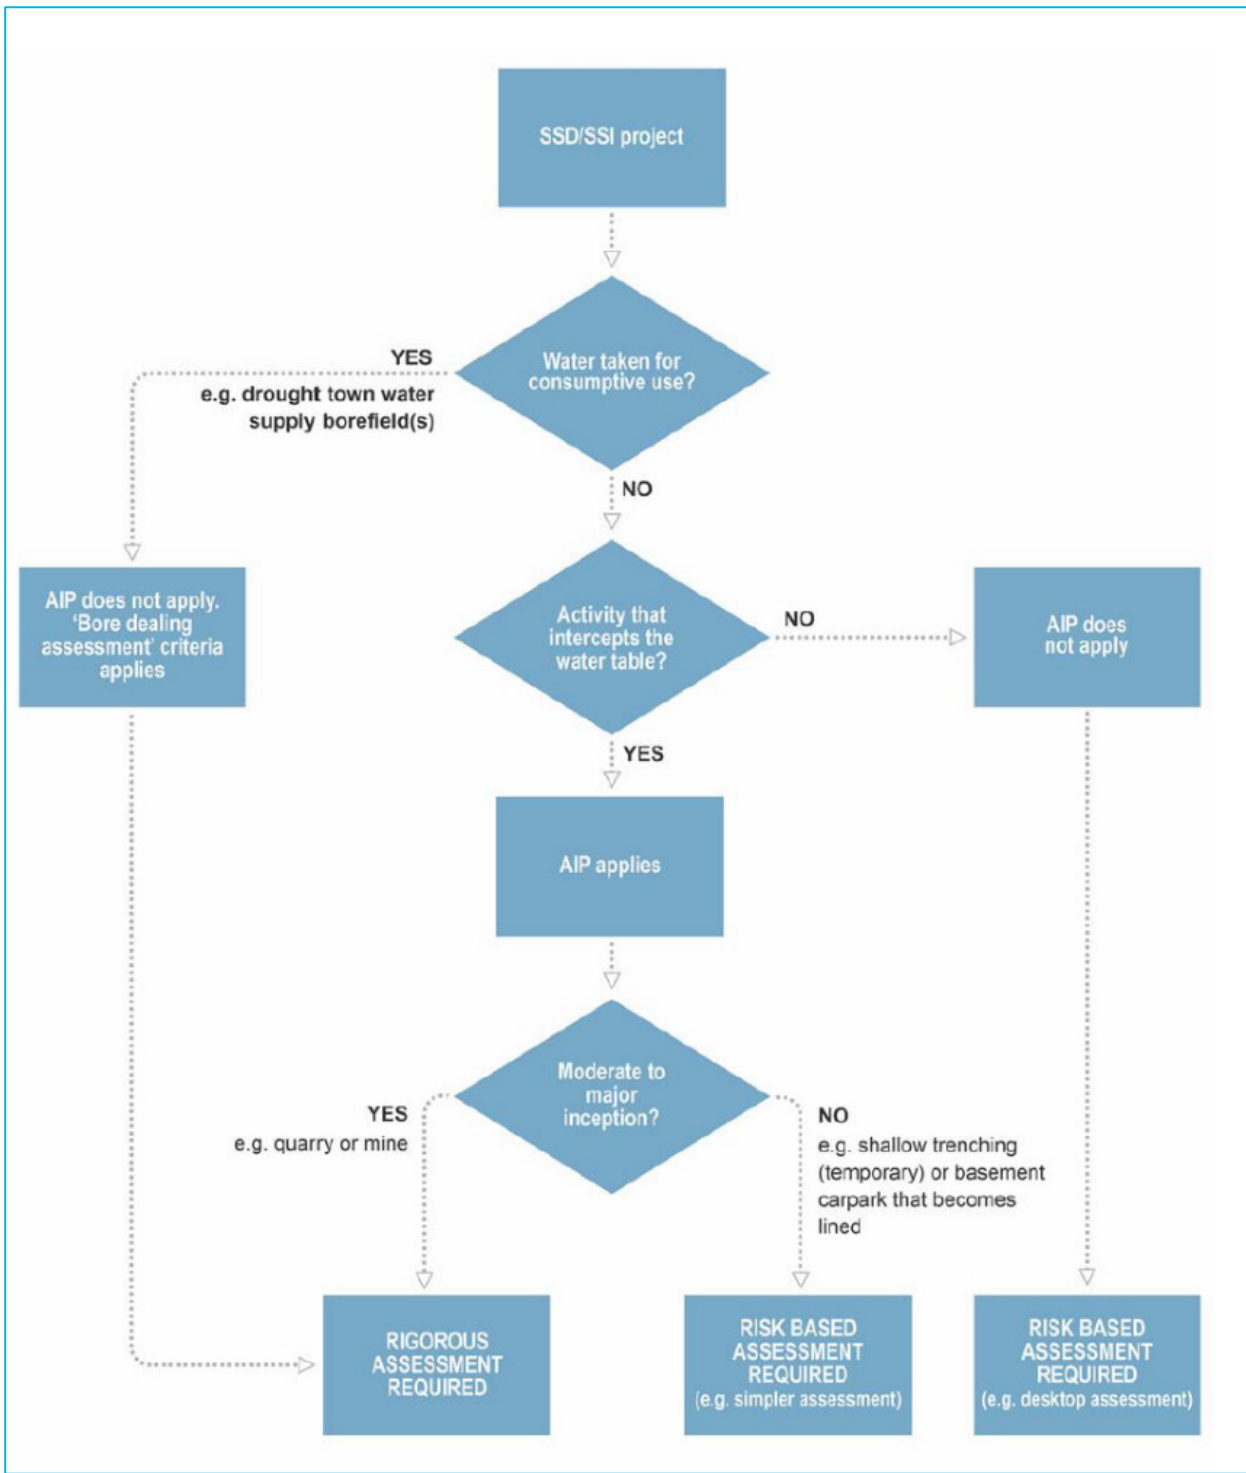 SSD/SSI project
Water taken for
consumptive use?
YES
e.g. drought town water
supply borefield(s)
NO
AIP does not apply.
‘Bore dealing
assessment’ criteria
applies
Activity that
intercepts the
water table?
NO
AIP does
not apply
YES
AIP applies
Moderate to
major
inception?
YES
e.g. quarry or mine
NO
e.g. shallow trenching
(temporary) or basement
carpark that becomes
lined
RIGOROUS
ASSESSMENT
REQUIRED
RISK BASED
ASSESSMENT
REQUIRED
(e.g. simpler assessment)
RISK BASED
ASSESSMENT
REQUIRED
(e.g. desktop assessment)